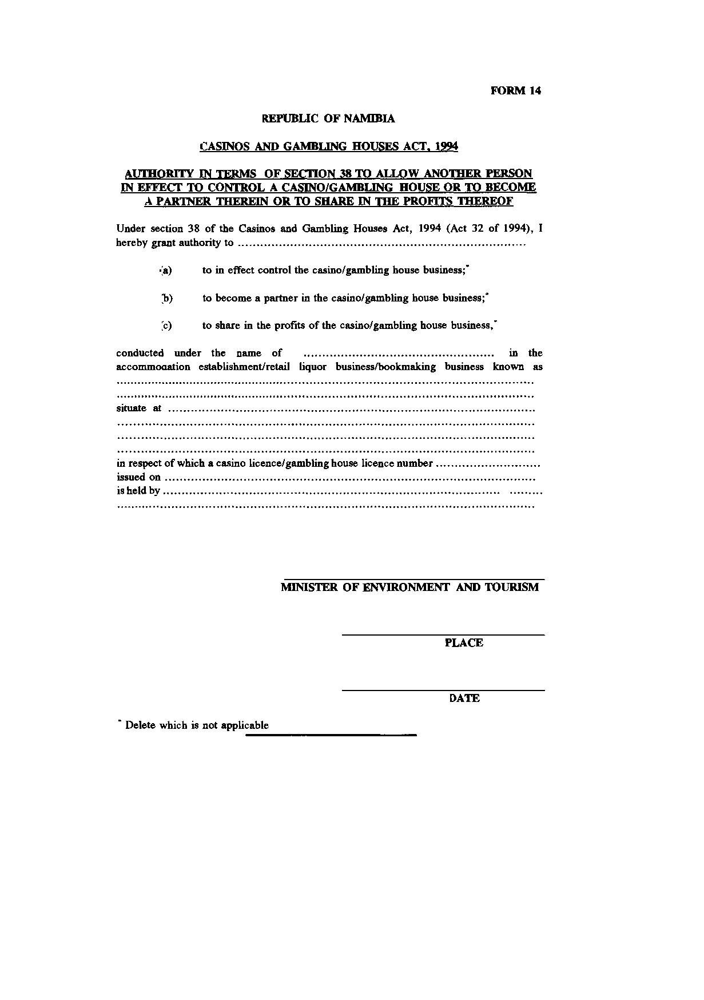 FORM 14
REPUBLIC OF NAMIBIA
CASINOS AND GAMBLING HOUSES ACT, 1994
AUTHORITY IN TERMS OF SECTION 38 TO ALLOW ANOTHER PERSON
IN EFFECT TO CONTROL A CASINO/GAMBLING HOUSE OR TO BECOME
A PARTNER THEREIN OR TO SHARE IN THE PROFITS THEREOF
Under section 38 of the Casinos and Gambling Houses Act, 1994 (Act 32 of 1994), I
hereby grant authority to ............................................................................
(a) to in effect control the casino/gambling house business;*
(b) to become a partner in the casino/gambling house business;*
(c) to share in the profits of the casino/gambling house business,*
conducted under the name of .................................................. in the
accommodation establishment/retail liquor business/bookmaking business known as
..............................................................................................................
..............................................................................................................
situate at .................................................................................................
..............................................................................................................
..............................................................................................................
..............................................................................................................
in respect of which a casino licence/gambling house licence number ............................
issued on ..................................................................................................
is held by .......................................................................................... .........
..............................................................................................................
MINISTER OF ENVIRONMENT AND TOURISM
PLACE
DATE
* Delete which is not applicable